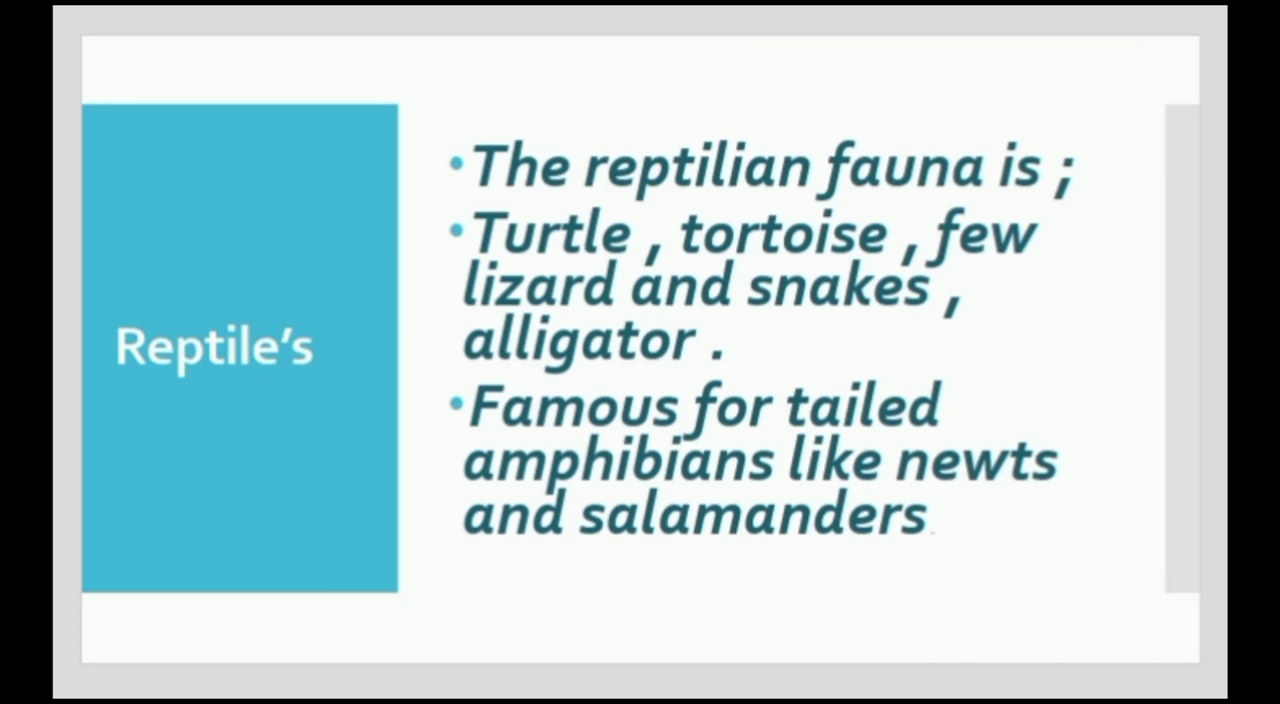 Reptile’s
•The reptilian fauna is ;
•Turtle , tortoise , few
lizard and snakes ,
alligator .
•Famous for tailed
amphibians like newts
and salamanders.